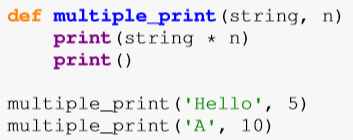 def multiple_print(string, n)
    print(string * n)
    print()
multiple_print('Hello', 5)
multiple_print('A', 10)